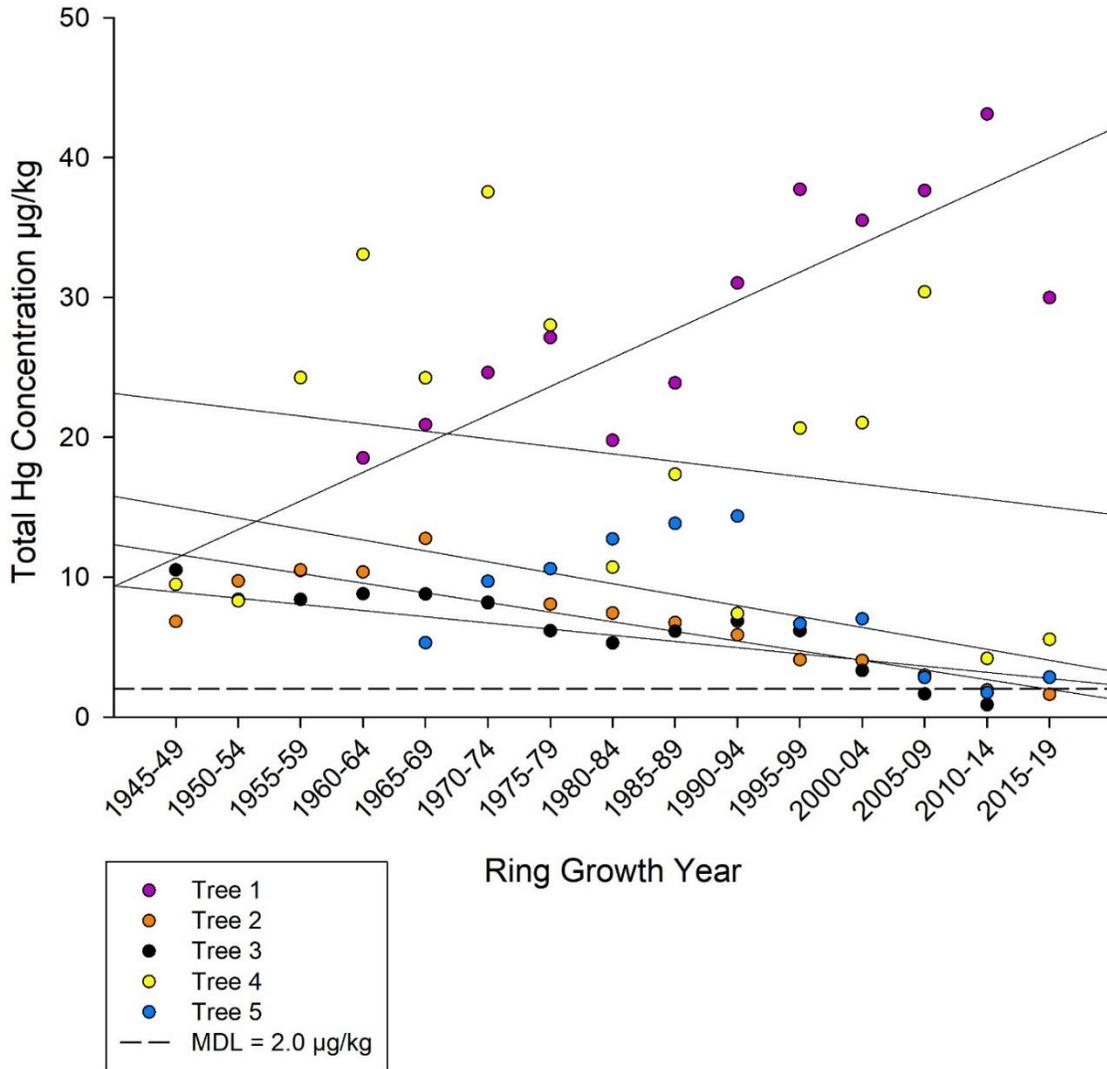 50
40
30
20
10
0
Total Hg Concentration µg/kg
1945-49
1950-54
1955-59
1960-64
1965-69
1970-74
1975-79
1980-84
1985-89
1990-94
1995-99
2000-04
2005-09
2010-14
2015-19
Ring Growth Year
Tree 1
Tree 2
Tree 3
Tree 4
Tree 5
MDL = 2.0 µg/kg